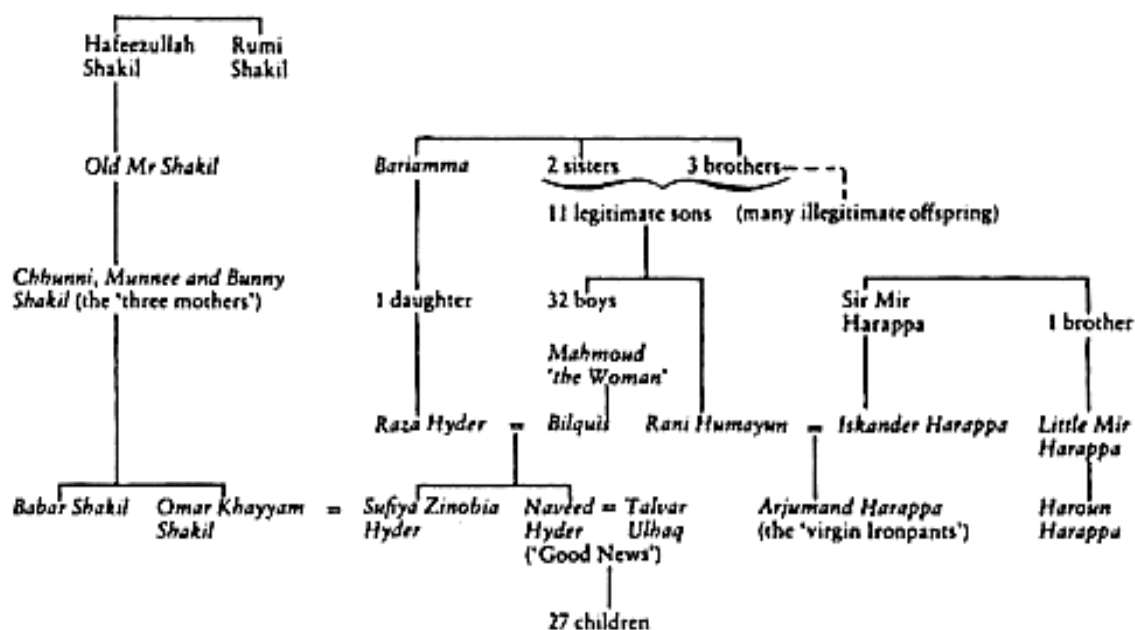 Hafeezullah Rumi
Shakil Shakil
Old Mr Shakil Bariamma 2 sisters 3 brothers
11 legitimate sons (many illegitimate offspring)
Chhunni, Munnee and Bunny
Shakil (the 'three mothers') 1 daughter 32 boys Sir Mir
Harappa 1 brother
Mahmoud
'the Woman'
Raza Hyder = Bilquìs Rani Humayun = Iskander Harappa Little Mir
Harappa
Babar Shakil Omar Khayyam = Sufiya Zinobia Naveed = Talvar Arjumand Harappa Haroun
Shakil Hyder Hyder Ulhaq (the 'virgin Ironpants') Harappa
('Good News')
27 children